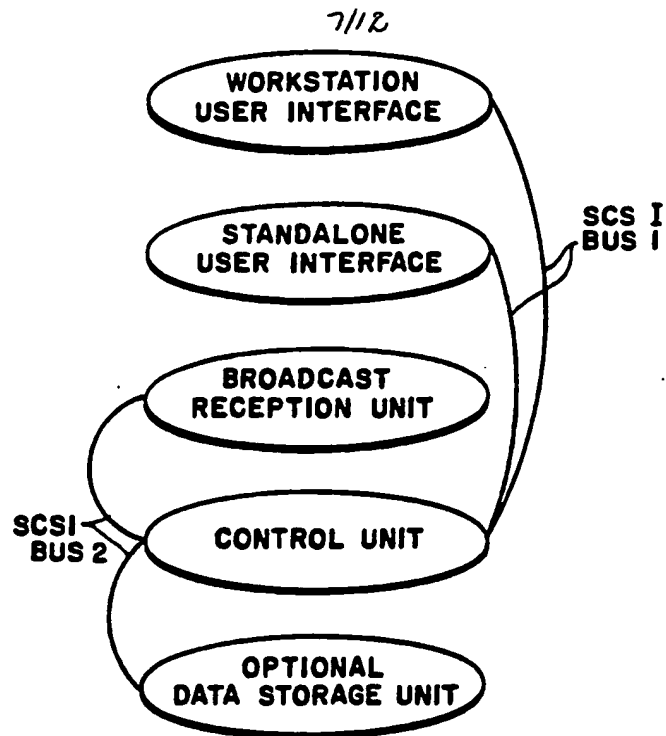 7/12
WORKSTATION
USER INTERFACE
STANDALONE
USER INTERFACE
SCS I
BUS 1
BROADCAST
RECEPTION UNIT
CONTROL UNIT
SCSI
BUS 2
OPTIONAL
DATA STORAGE UNIT